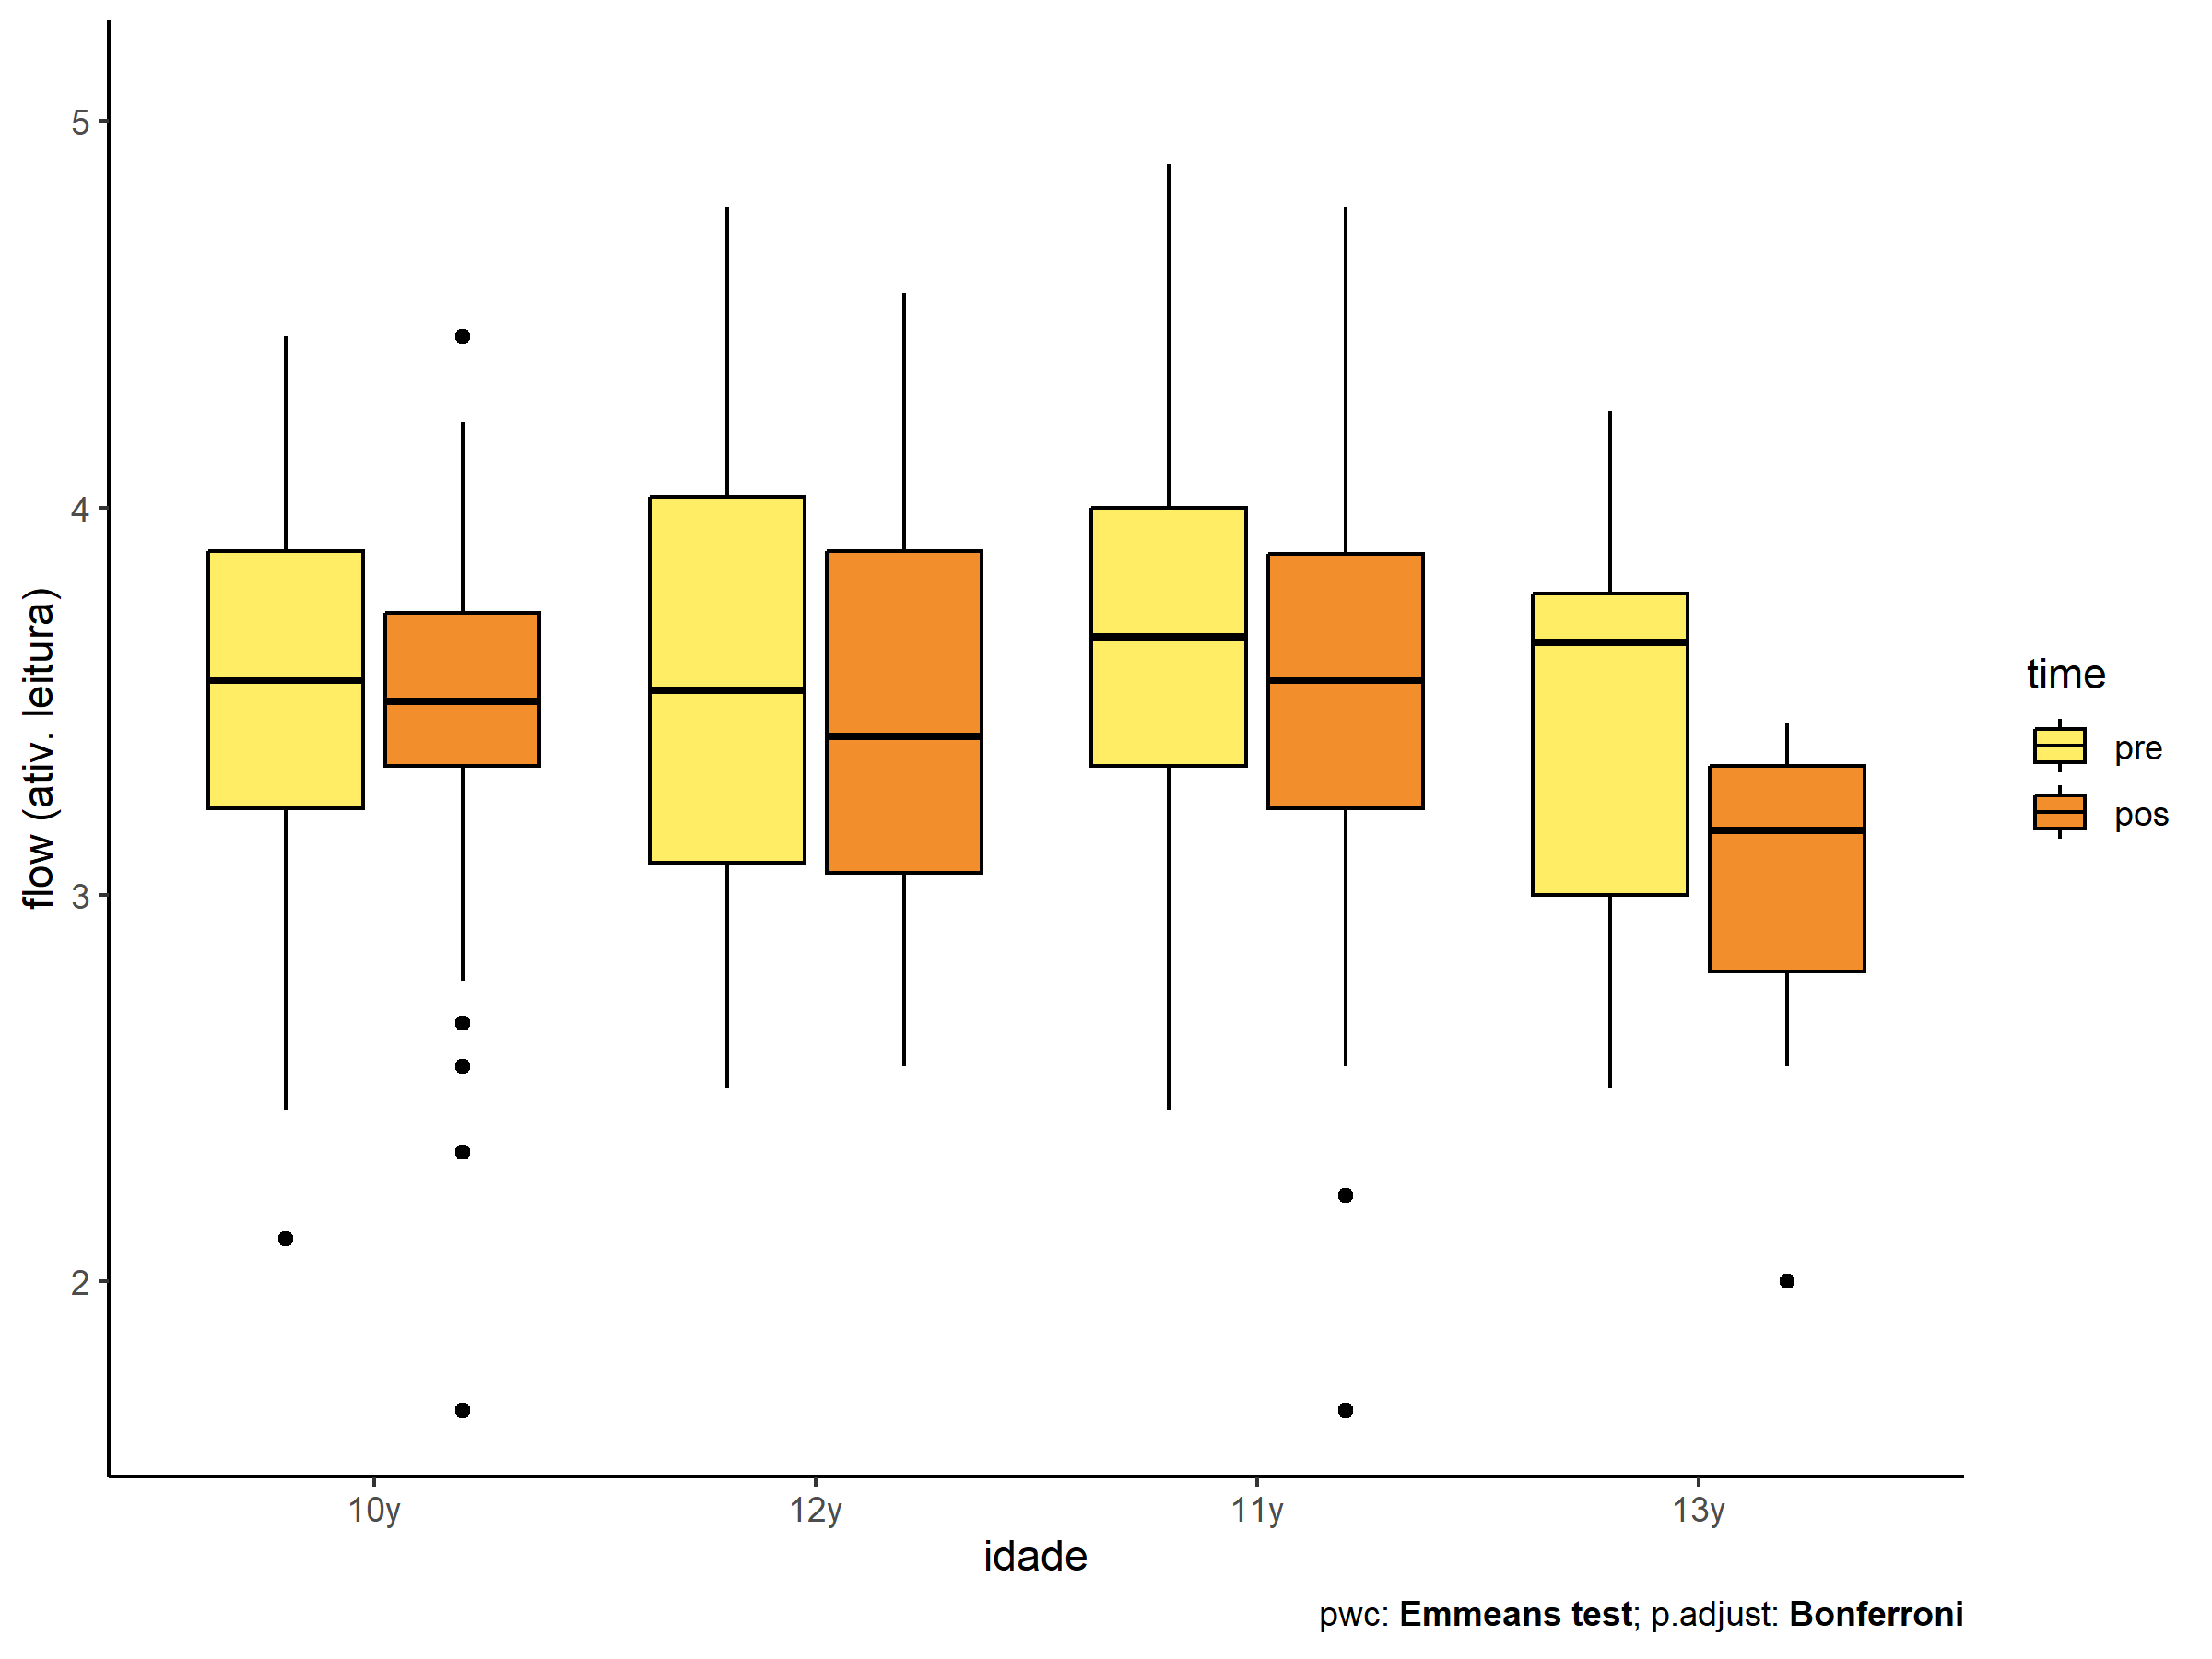 5
4
3
2
flow (ativ. leitura)
10y
12y
11y
13y
idade
time
pre
pos
pwc: Emmeans test; p.adjust: Bonferroni